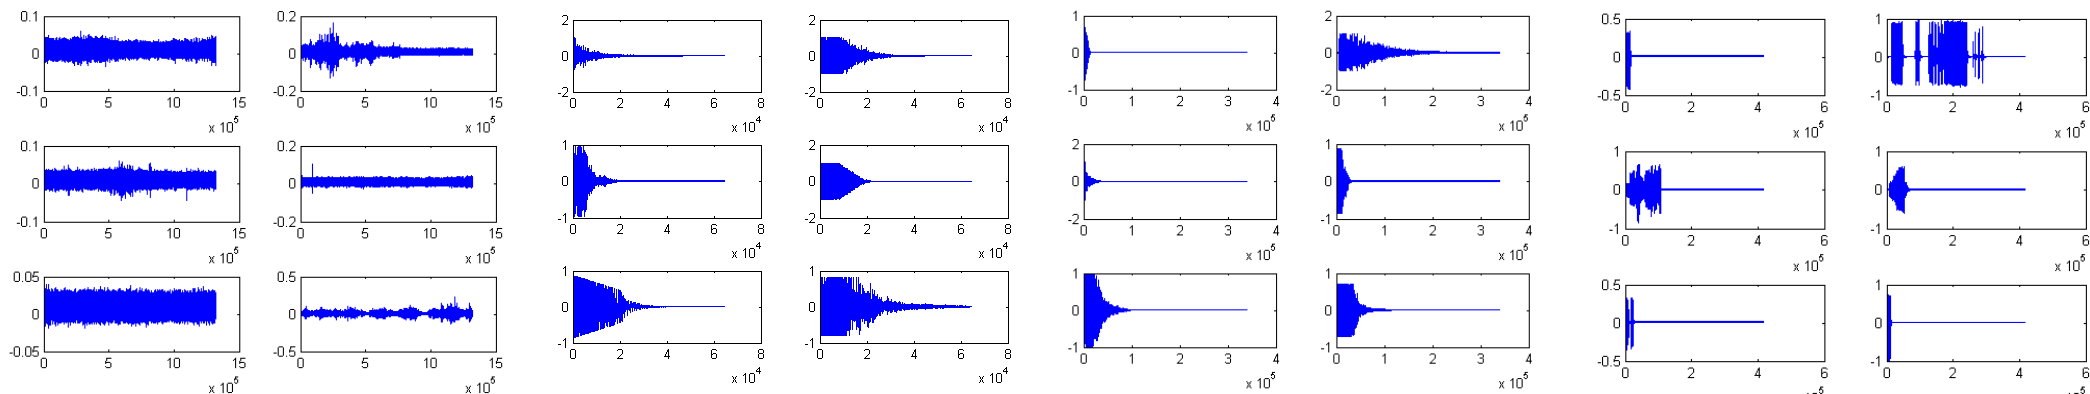 0.1 0.2 2 2 1 2 0.5 1
0 0 0 0 0 0 0 0
-0.1 -0.2 -2 -2 -1 -2 -0.5 -1
0 5 10 15 0 5 10 15 0 2 4 6 8 0 2 4 6 8 0 1 2 3 4 0 1 2 3 4 0 2 4 6 0 2 4 6
x 10^5 x 10^5 x 10^4 x 10^4 x 10^5 x 10^5 x 10^5 x 10^5
0.1 0.2 1 2 2 1 1 1
0 0 0 0 0 0 0 0
-0.1 -0.2 -1 -2 -2 -1 -1 -1
0 5 10 15 0 5 10 15 0 2 4 6 8 0 2 4 6 8 0 1 2 3 4 0 1 2 3 4 0 2 4 6 0 2 4 6
x 10^5 x 10^5 x 10^4 x 10^4 x 10^5 x 10^5 x 10^5 x 10^5
0.05 0.5 1 1 1 1 0.5 1
0 0 0 0 0 0 0 0
-0.05 -0.5 -1 -1 -1 -1 -0.5 -1
0 5 10 15 0 5 10 15 0 2 4 6 8 0 2 4 6 8 0 1 2 3 4 0 1 2 3 4 0 2 4 6 0 2 4 6
x 10^5 x 10^5 x 10^4 x 10^4 x 10^5 x 10^5